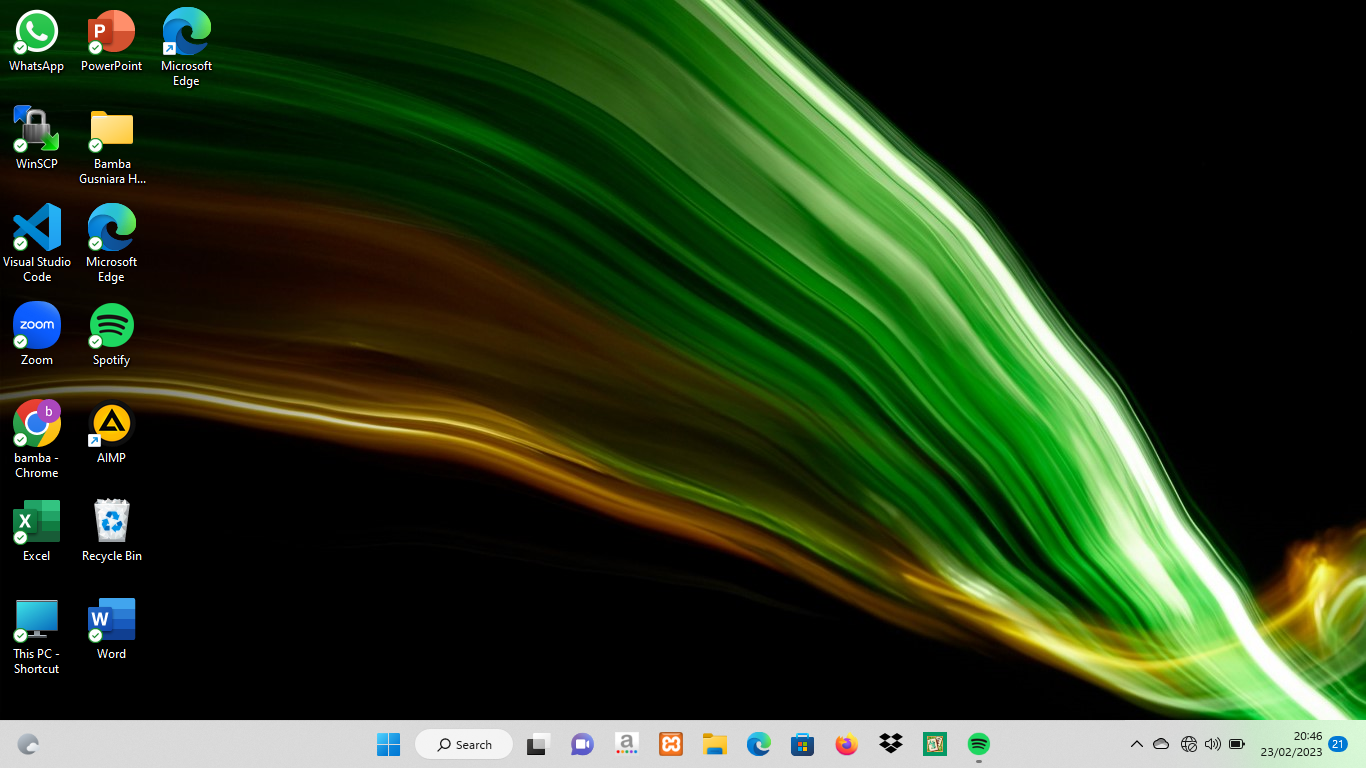 WhatsApp
PowerPoint
Microsoft
Edge
WinSCP
Bamba
Gusniara H...
Visual Studio
Code
Microsoft
Edge
zoom
Zoom
Spotify
b
bamba -
Chrome
AIMP
X
Excel
Recycle Bin
This PC -
Shortcut
W
Word
P
Search
a
20:46
23/02/2023
21